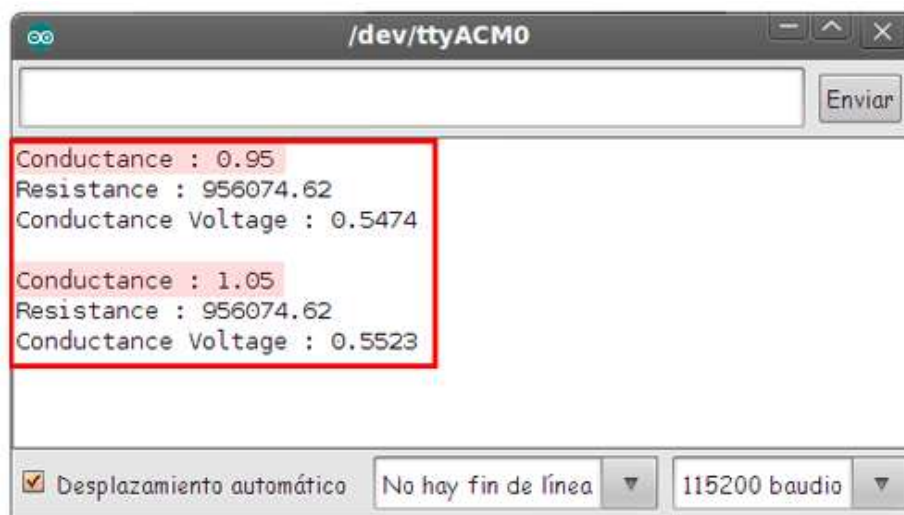 /dev/ttyACM0
Enviar
Conductance : 0.95
Resistance : 956074.62
Conductance Voltage : 0.5474
Conductance : 1.05
Resistance : 956074.62
Conductance Voltage : 0.5523
Desplazamiento automático No hay fin de línea 115200 baudio